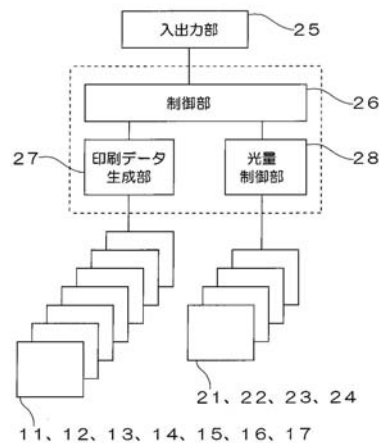 入出力部
25
制御部
26
27
印刷データ
生成部
光量
制御部
28
21、22、23、24
11、12、13、14、15、16、17